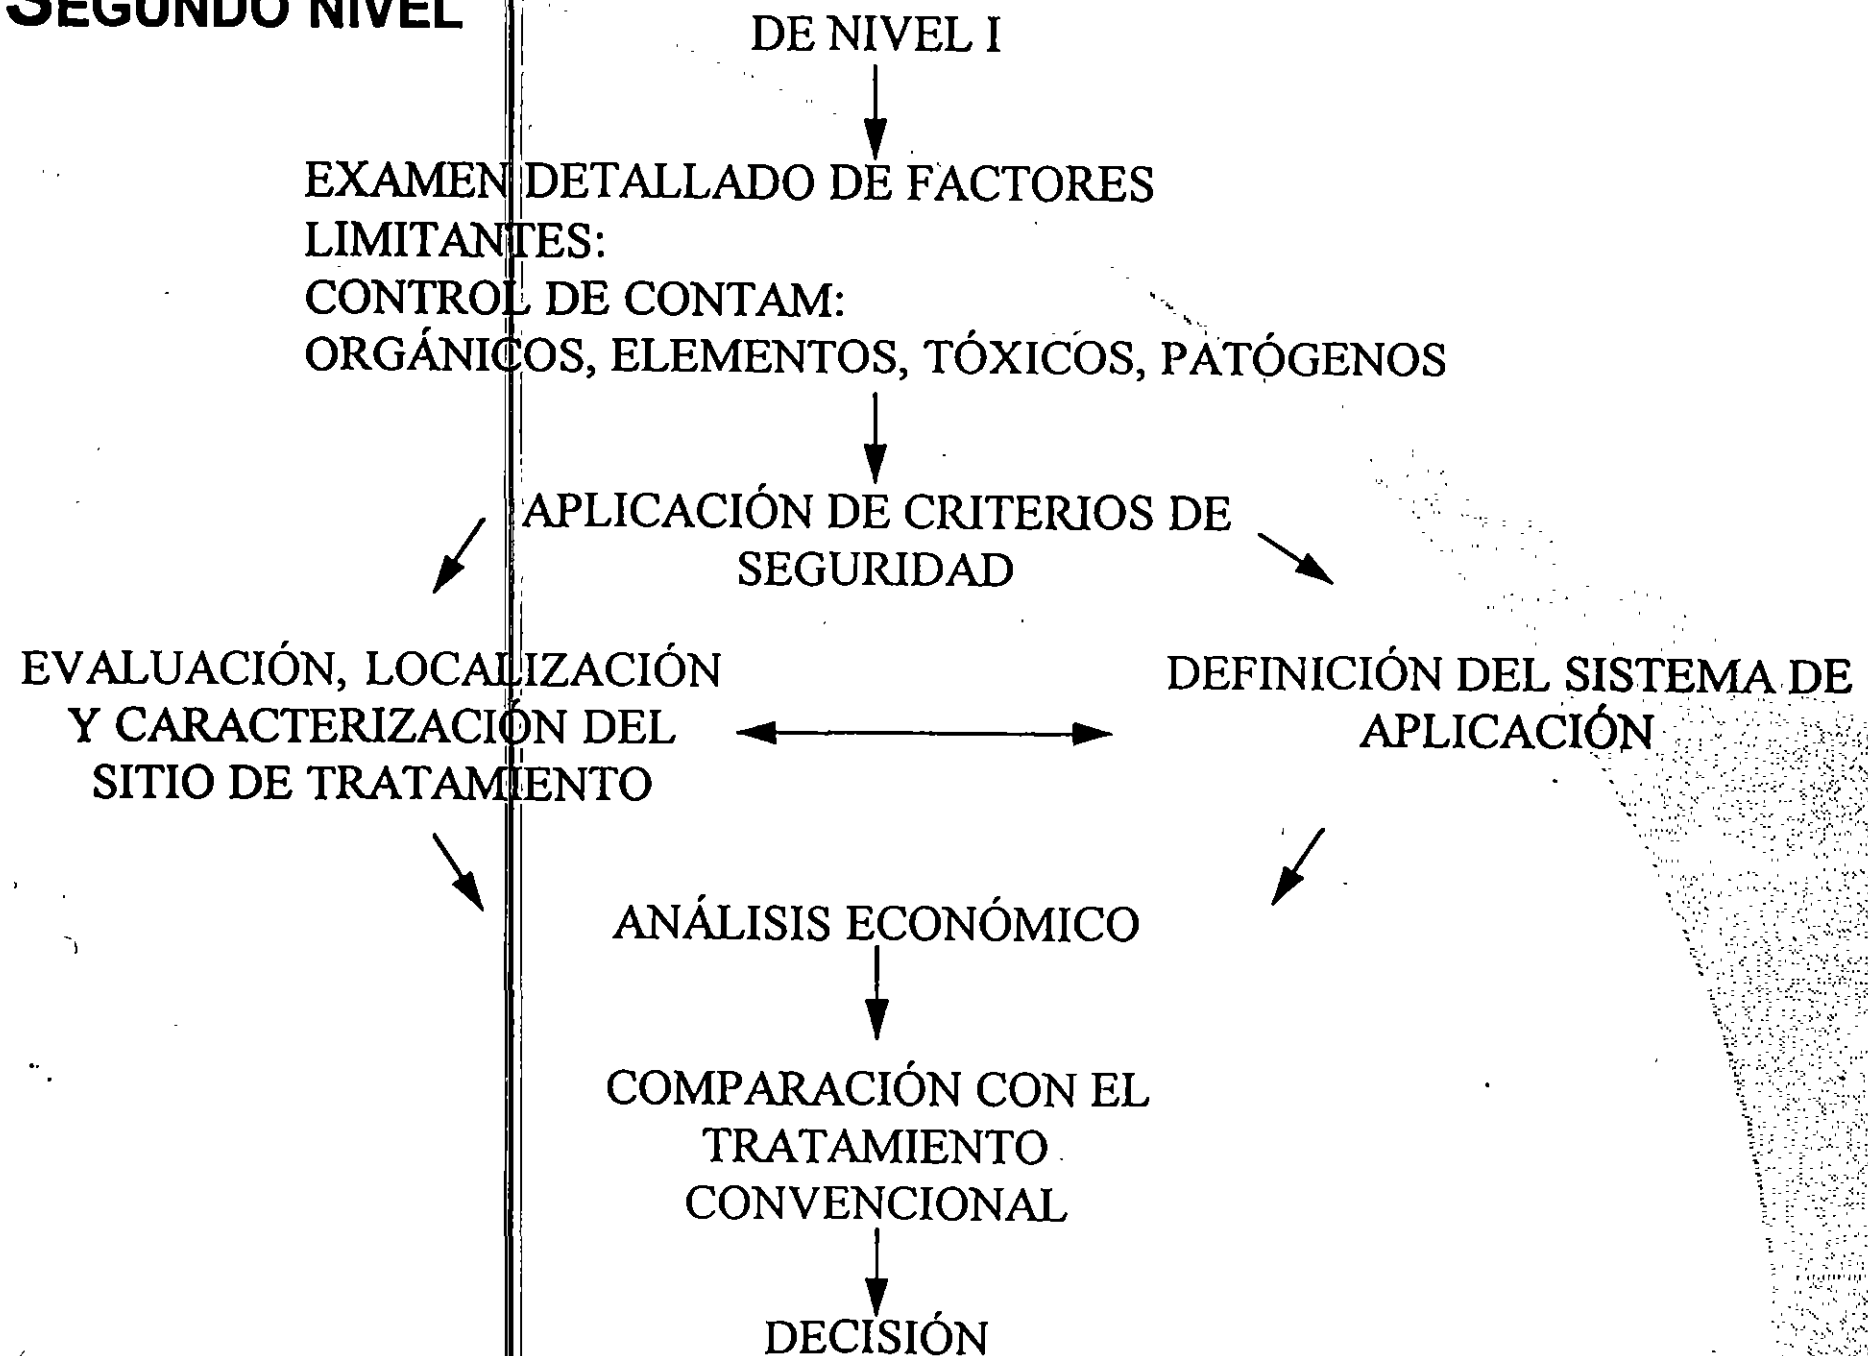 SEGUNDO NIVEL
DE NIVEL I
EXAMEN DETALLADO DE FACTORES
LIMITANTES:
CONTROL DE CONTAM:
ORGÁNICOS, ELEMENTOS, TÓXICOS, PATÓGENOS
APLICACIÓN DE CRITERIOS DE
SEGURIDAD
EVALUACIÓN, LOCALIZACIÓN
Y CARACTERIZACIÓN DEL
SITIO DE TRATAMIENTO
DEFINICIÓN DEL SISTEMA DE
APLICACIÓN
ANÁLISIS ECONÓMICO
COMPARACIÓN CON EL
TRATAMIENTO
CONVENCIONAL
DECISIÓN